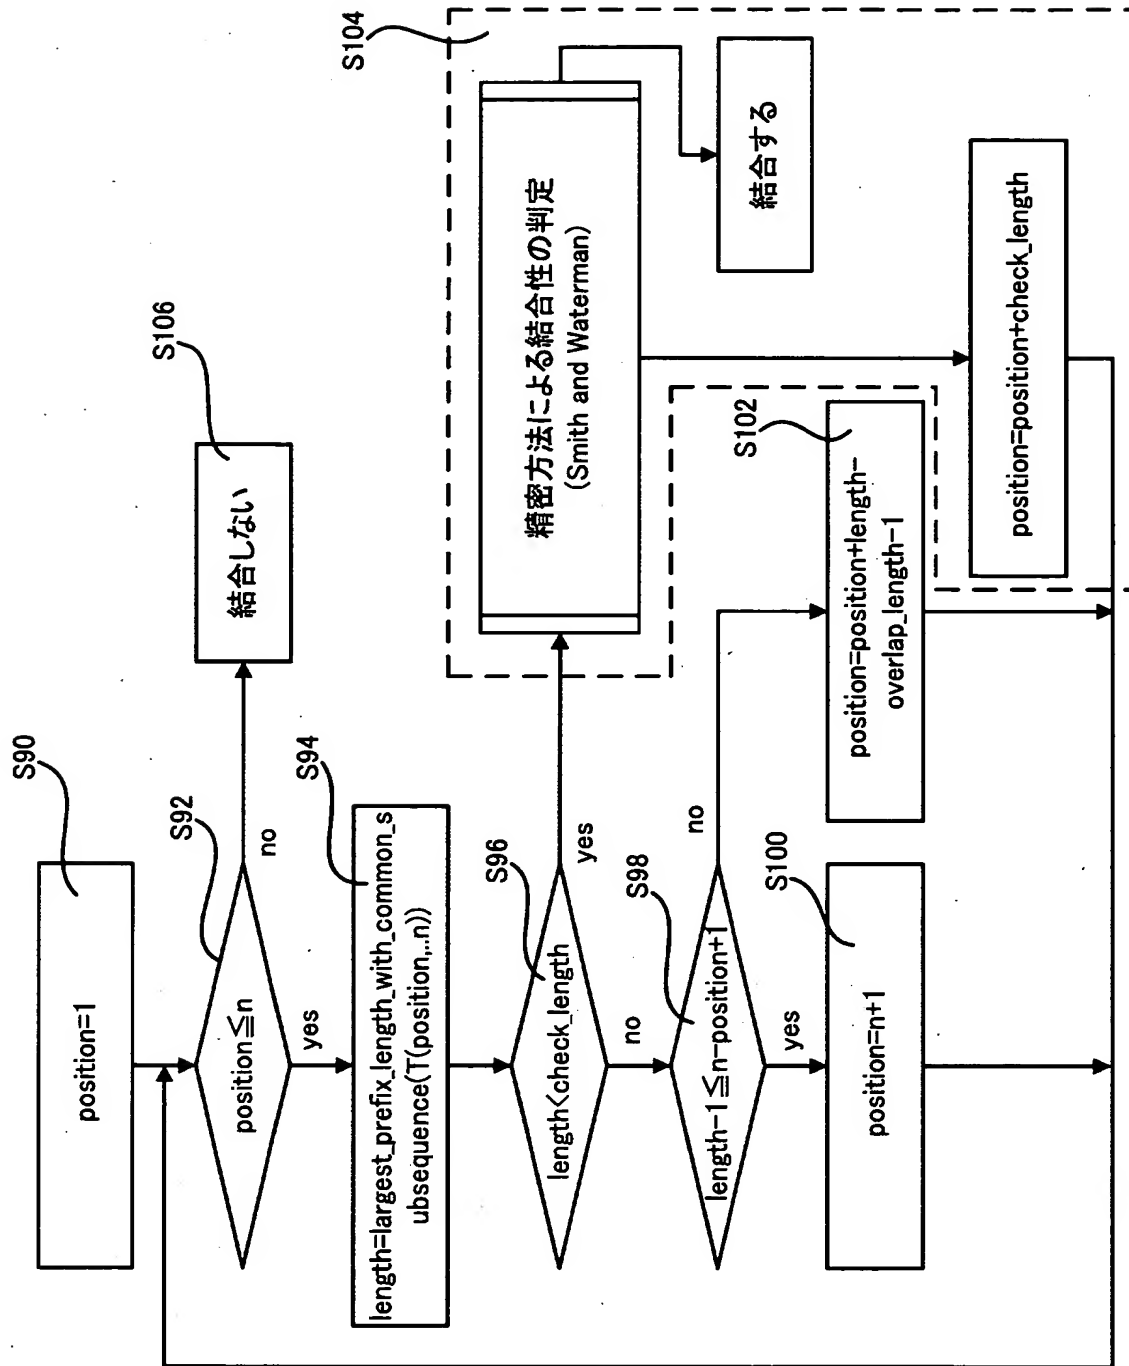 S90
position=1
S92
position≦n
no
yes
S106
結合しない
S94
length=largest_prefix_length_with_common_s
ubsequence(T(position,..n))
S96
length<check_length
yes
no
S104
精密方法による結合性の判定
(Smith and Waterman)
結合する
S98
length-1≦n-position+1
no
yes
S100
position=n+1
S102
position=position+length-
overlap_length-1
position=position+check_length